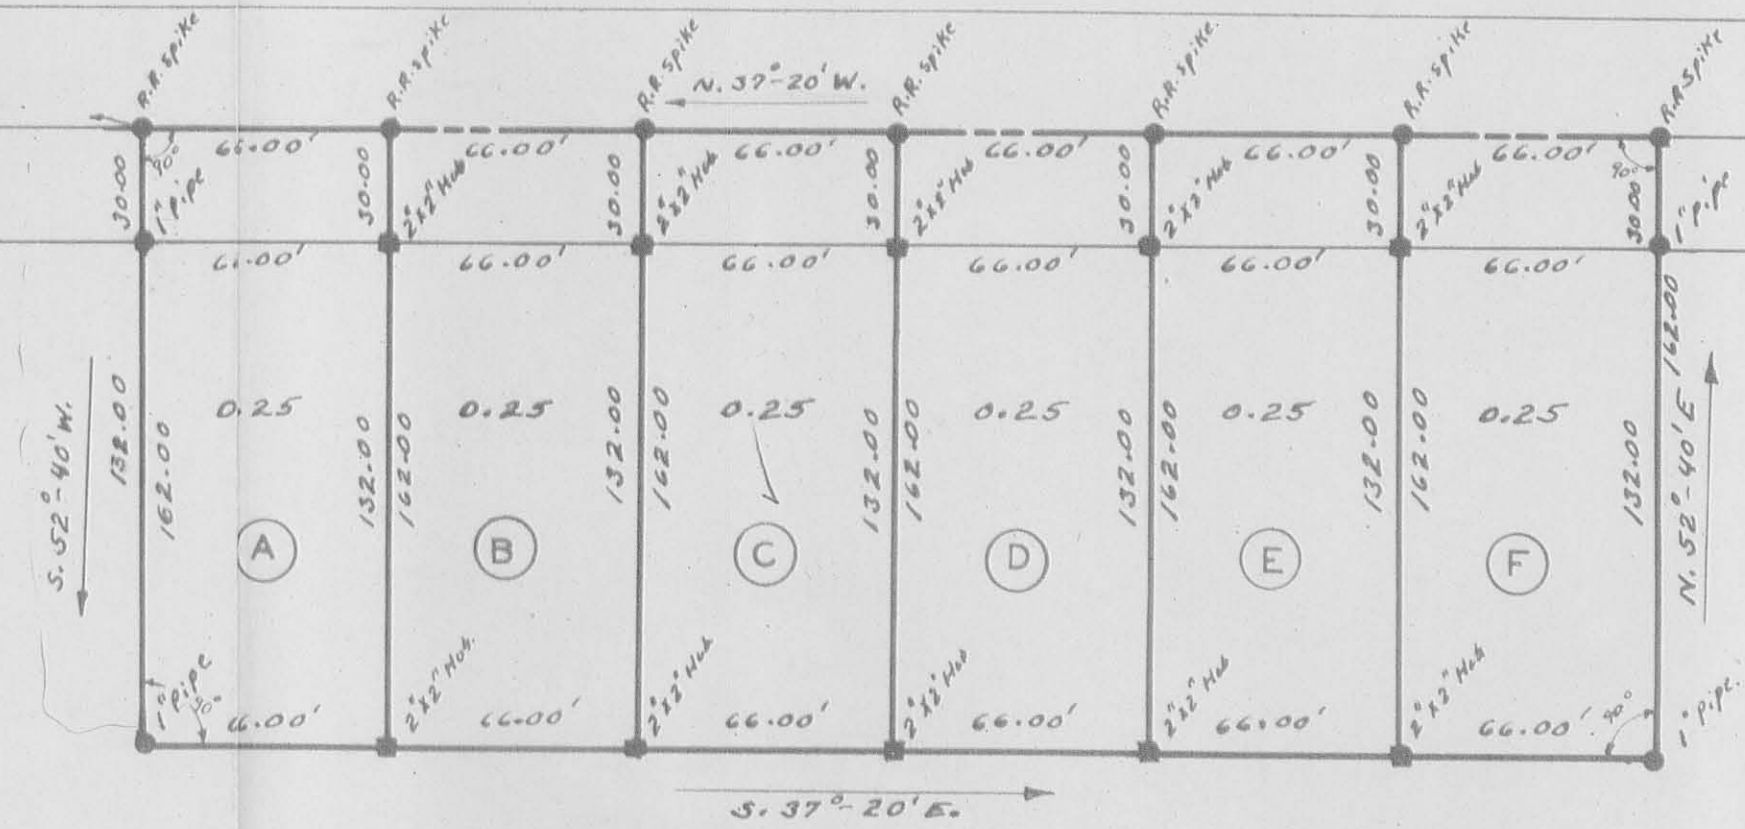 R.R. Spike
R.R. Spike
R.R. Spike
R.R. Spike
R.R. Spike
R.R. Spike
R.R. Spike
N. 37°-20' W.
66.00'
66.00'
66.00'
66.00'
66.00'
66.00'
90°
90°
30.00
30.00
30.00
30.00
30.00
30.00
30.00
1" pipe
2"x2" Hub
2"x2" Hub
2"x2" Hub
2"x2" Hub
2"x2" Hub
1" pipe
66.00'
66.00'
66.00'
66.00'
66.00'
66.00'
S. 52°-40' W.
132.00
162.00
0.25
132.00
162.00
0.25
132.00
162.00
0.25
132.00
162.00
0.25
132.00
162.00
0.25
132.00
162.00
0.25
132.00
N. 52°-40' E 162.00
A
B
C
D
E
F
1" pipe
90°
2"x2" Hub.
2"x2" Hub
2"x2" Hub
2"x2" Hub
2"x2" Hub
90°
1" pipe.
66.00'
66.00'
66.00'
66.00'
66.00'
66.00'
S. 37°-20' E.